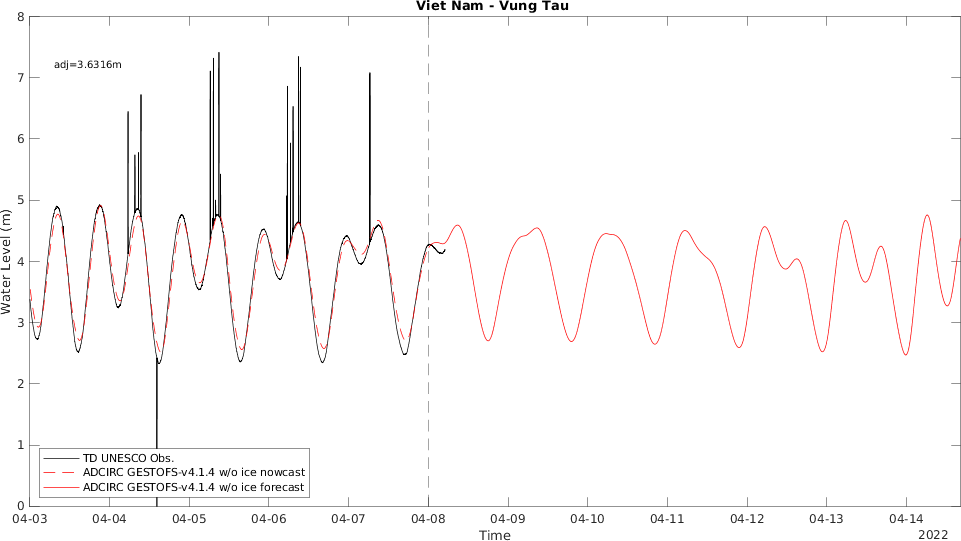 Viet Nam - Vung Tau
8
adj=3.6316m
7
6
5
4
3
2
1
0
Water Level (m)
TD UNESCO Obs.
ADCIRC GESTOFS-v4.1.4 w/o ice nowcast
ADCIRC GESTOFS-v4.1.4 w/o ice forecast
04-03 04-04 04-05 04-06 04-07 04-08 04-09 04-10 04-11 04-12 04-13 04-14
Time
2022